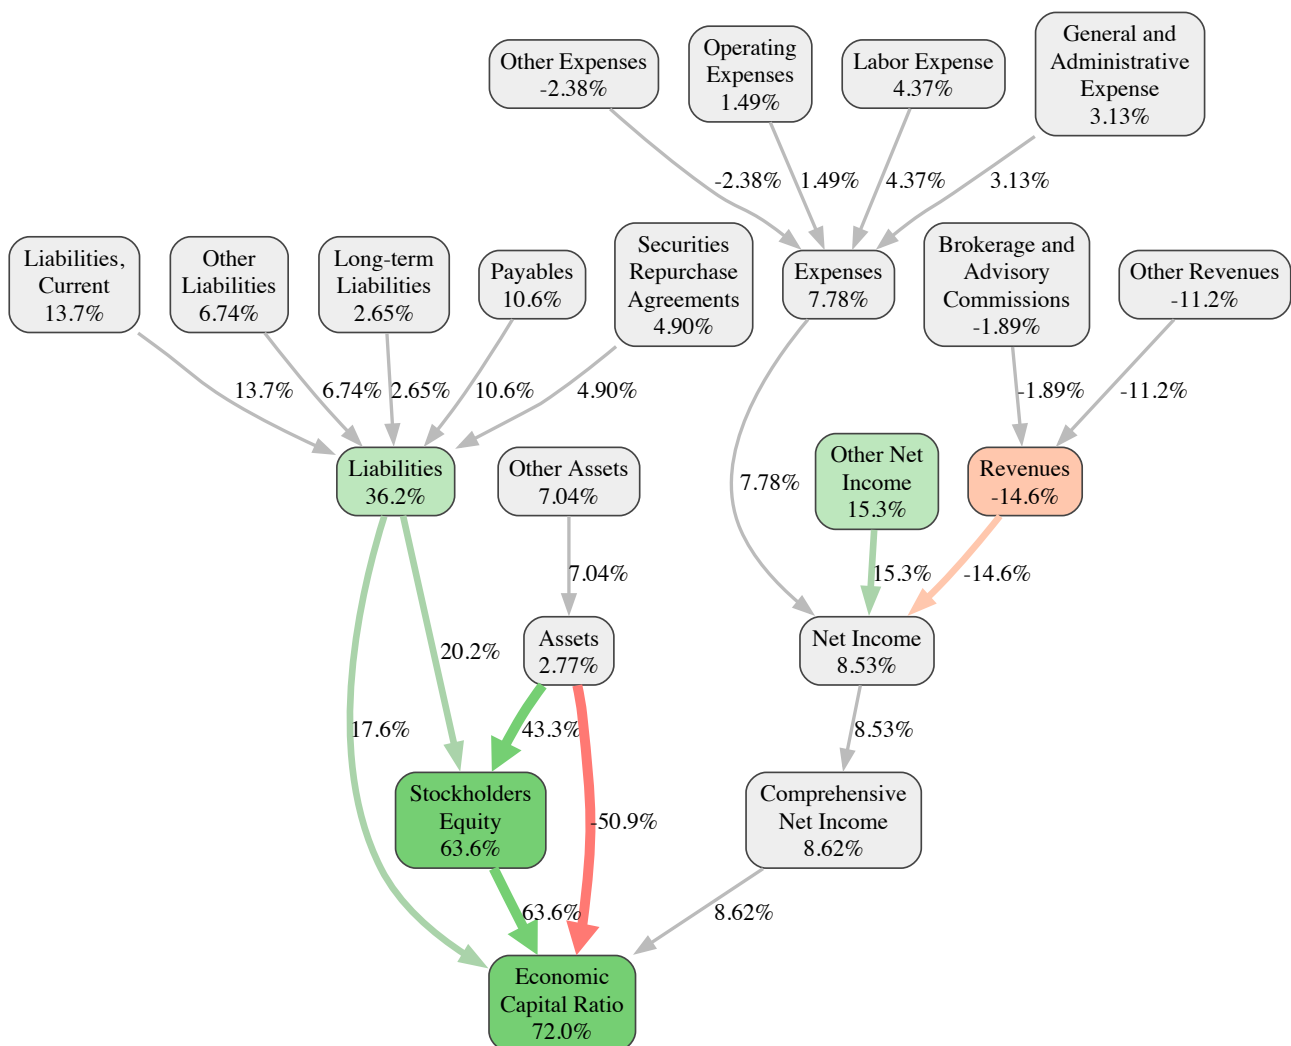 General and
Administrative
Expense
3.13%
Operating
Expenses
1.49%
Other Expenses
-2.38%
Labor Expense
4.37%
-2.38%
1.49%
4.37%
3.13%
Liabilities,
Current
13.7%
Other
Liabilities
6.74%
Long-term
Liabilities
2.65%
Payables
10.6%
Securities
Repurchase
Agreements
4.90%
Expenses
7.78%
Brokerage and
Advisory
Commissions
-1.89%
Other Revenues
-11.2%
13.7%
6.74%
2.65%
10.6%
4.90%
-1.89%
-11.2%
Liabilities
36.2%
Other Assets
7.04%
7.78%
Other Net
Income
15.3%
Revenues
-14.6%
7.04%
15.3%
-14.6%
Assets
2.77%
Net Income
8.53%
20.2%
17.6%
43.3%
8.53%
Stockholders
Equity
63.6%
-50.9%
Comprehensive
Net Income
8.62%
63.6%
8.62%
Economic
Capital Ratio
72.0%